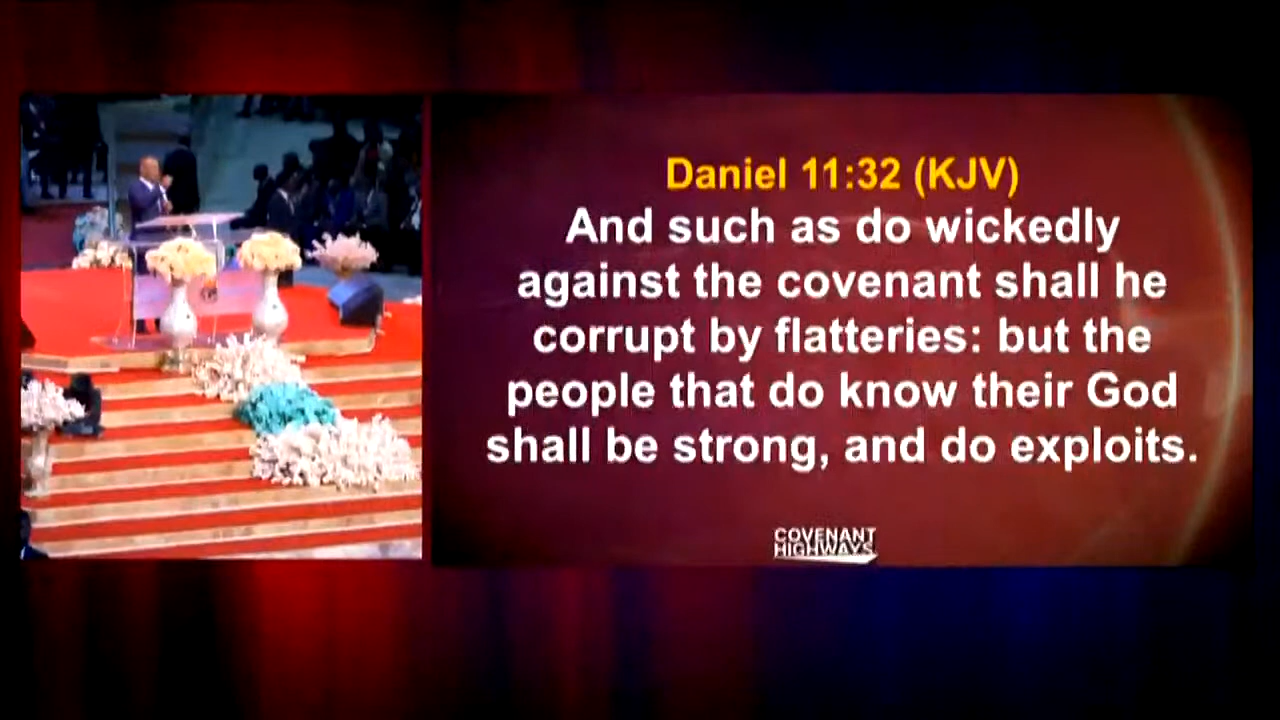 Daniel 11:32 (KJV)
And such as do wickedly
against the covenant shall he
corrupt by flatteries: but the
people that do know their God
shall be strong, and do exploits.
COVENANT
HIGHWAYS